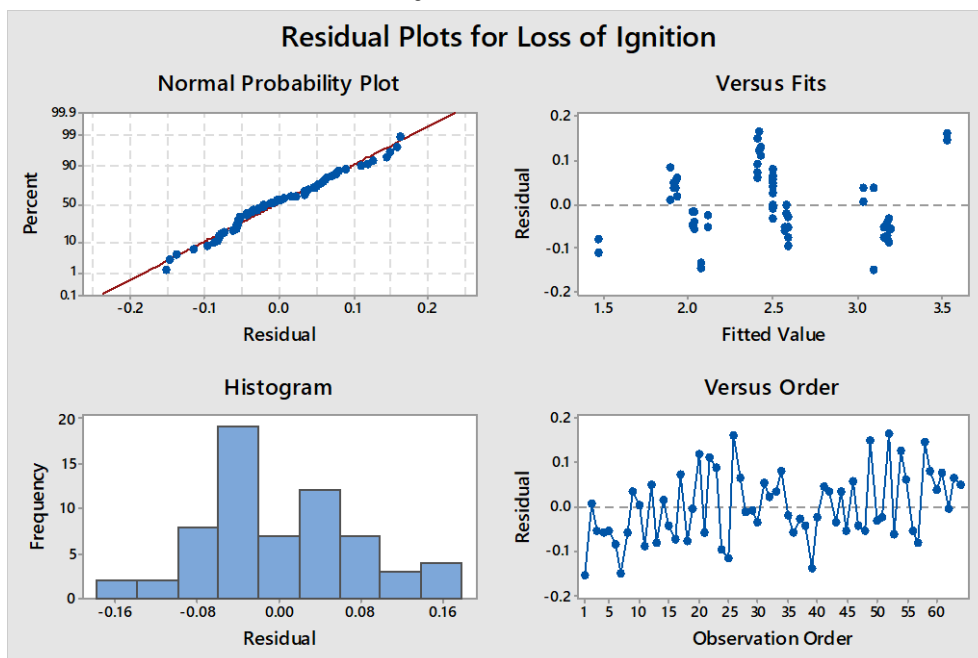 Residual Plots for Loss of Ignition
Normal Probability Plot
99.9
99
90
50
10
1
0.1
Percent
-0.2 -0.1 0.0 0.1 0.2
Residual
Versus Fits
0.2
0.1
0.0
-0.1
-0.2
Residual
1.5 2.0 2.5 3.0 3.5
Fitted Value
Histogram
20
15
10
5
0
Frequency
-0.16 -0.08 0.00 0.08 0.16
Residual
Versus Order
0.2
0.1
0.0
-0.1
-0.2
Residual
1 5 10 15 20 25 30 35 40 45 50 55 60
Observation Order